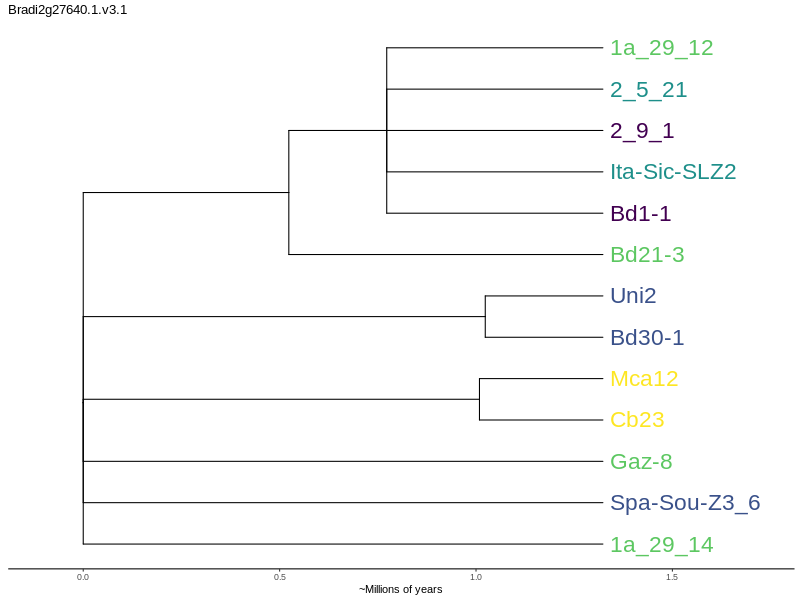 Bradi2g27640.1.v3.1
1a_29_12
2_5_21
2_9_1
Ita-Sic-SLZ2
Bd1-1
Bd21-3
Uni2
Bd30-1
Mca12
Cb23
Gaz-8
Spa-Sou-Z3_6
1a_29_14
0.0 0.5 1.0 1.5
~Millions of years